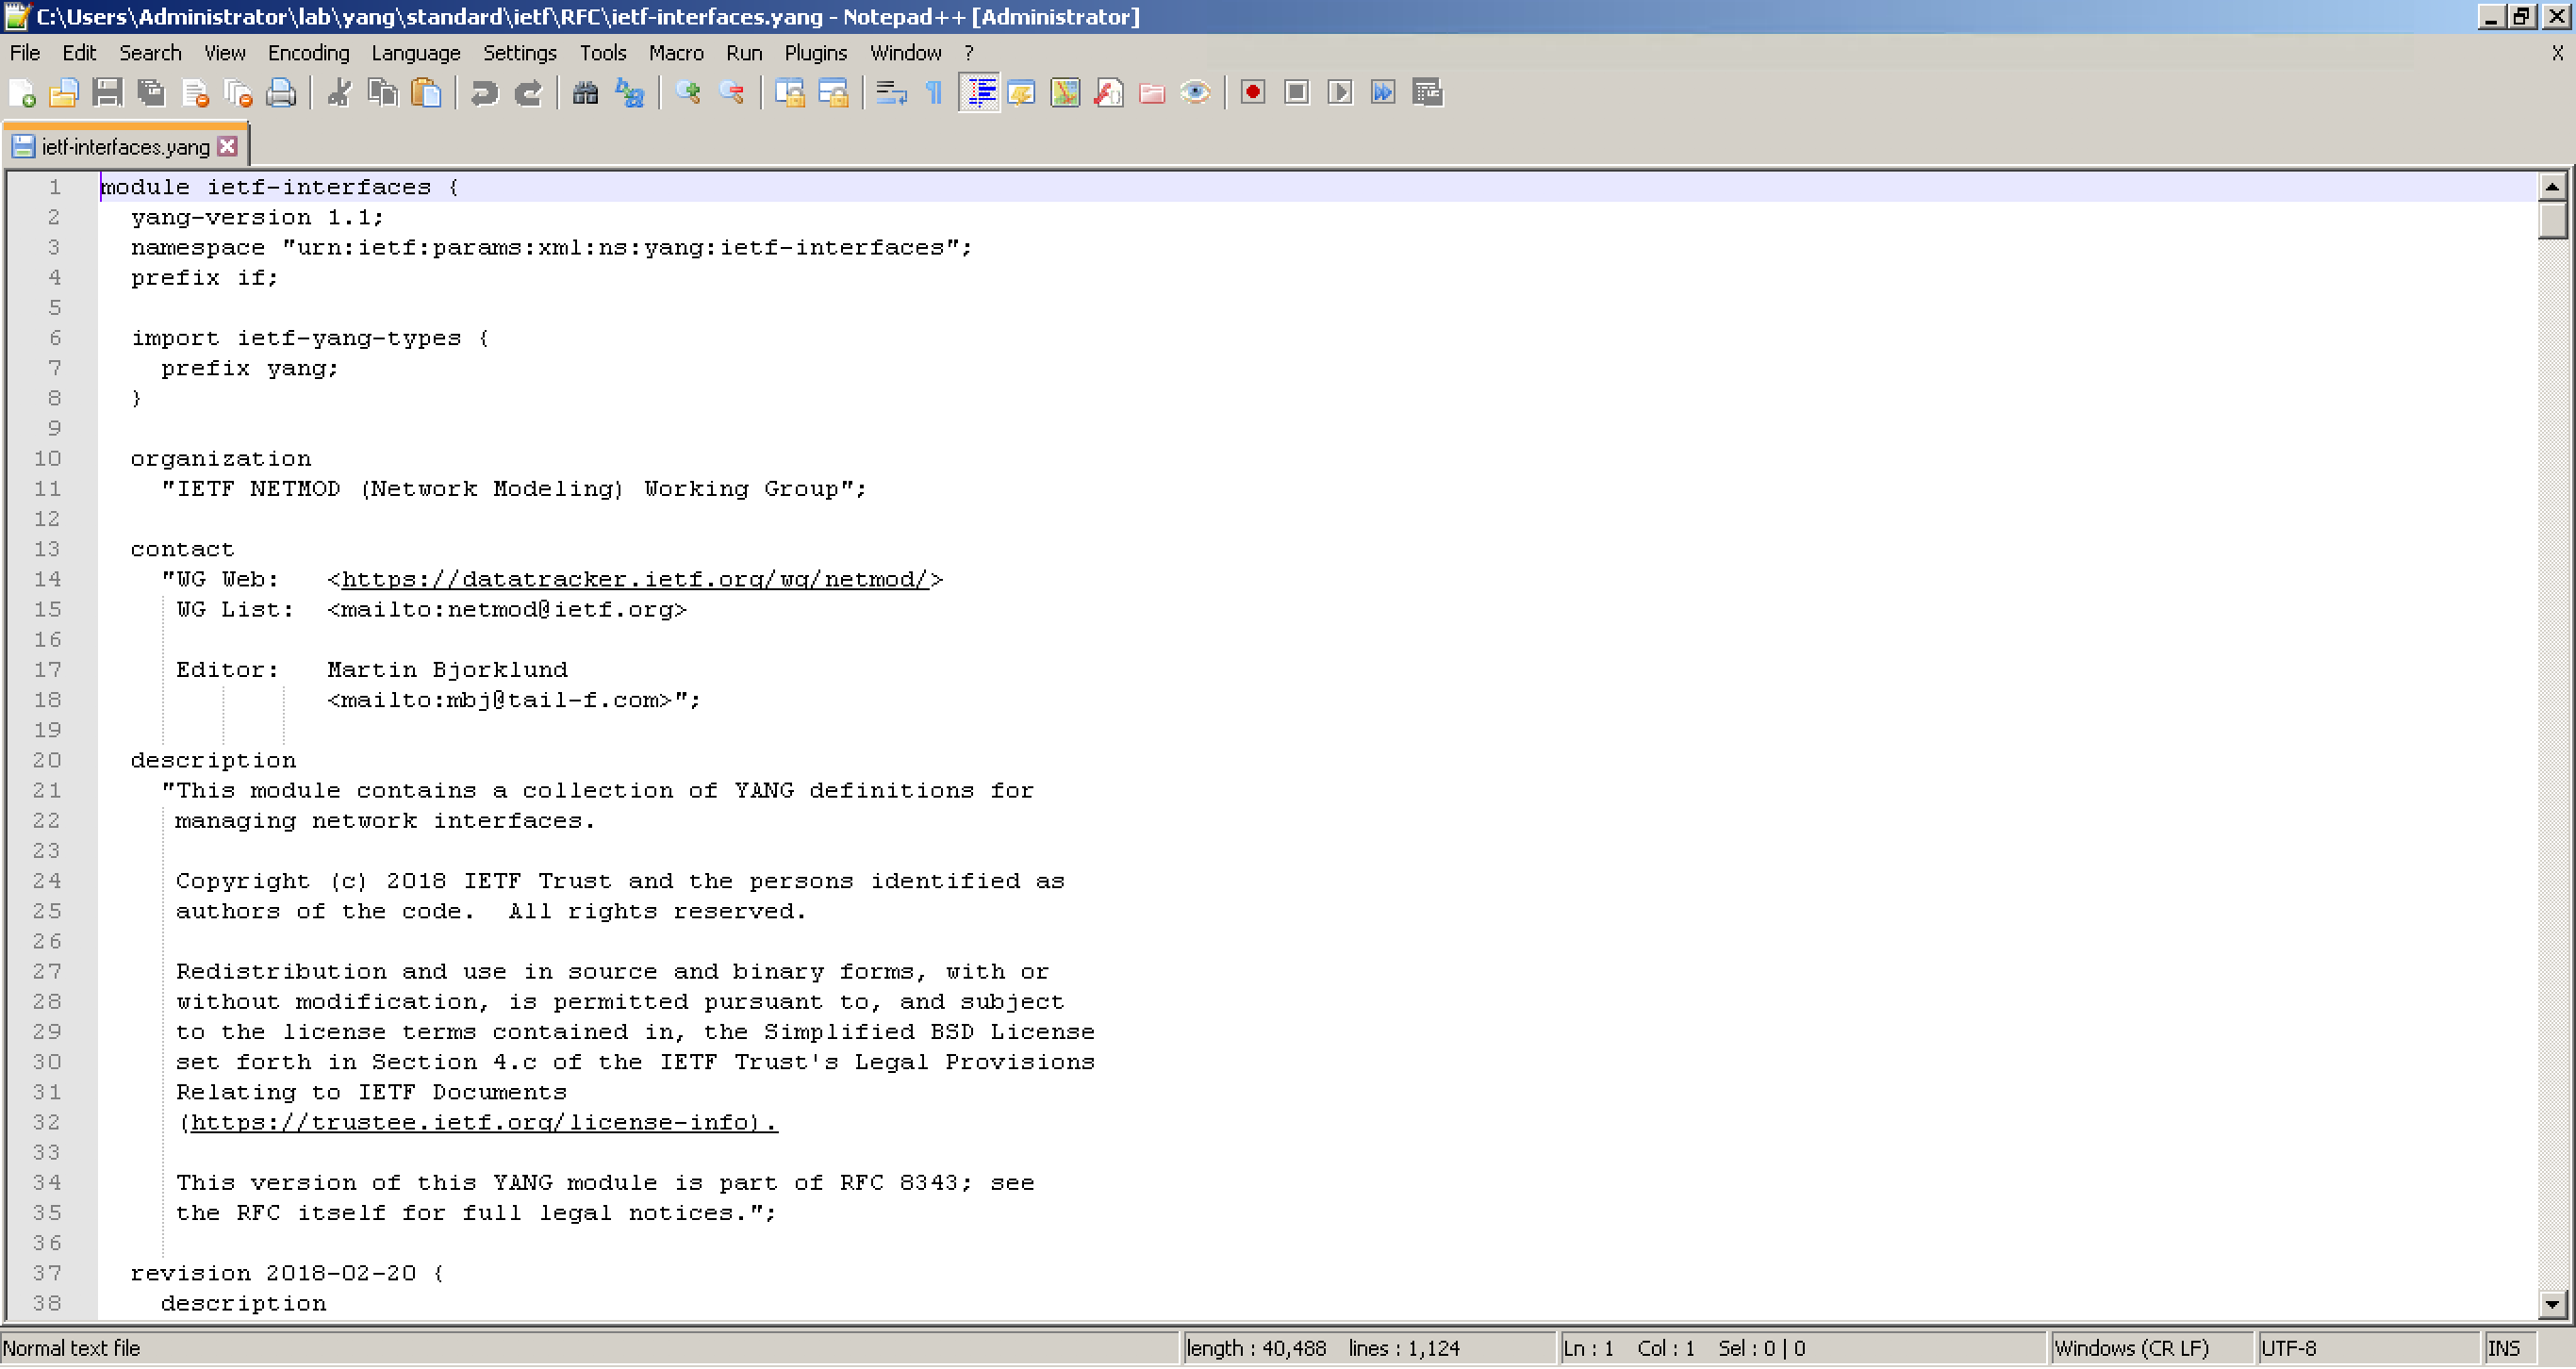 C:\Users\Administrator\lab\yang\standard\ietf\RFC\ietf-interfaces.yang - Notepad++ [Administrator]
File Edit Search View Encoding Language Settings Tools Macro Run Plugins Window ? X
ietf-interfaces.yang
1 module ietf-interfaces {
2   yang-version 1.1;
3   namespace "urn:ietf:params:xml:ns:yang:ietf-interfaces";
4   prefix if;
5
6   import ietf-yang-types {
7     prefix yang;
8   }
9
10   organization
11     "IETF NETMOD (Network Modeling) Working Group";
12
13   contact
14     "WG Web:   <https://datatracker.ietf.org/wg/netmod/>
15      WG List:  <mailto:netmod@ietf.org>
16
17      Editor:   Martin Bjorklund
18                <mailto:mbj@tail-f.com>";
19
20   description
21     "This module contains a collection of YANG definitions for
22      managing network interfaces.
23
24      Copyright (c) 2018 IETF Trust and the persons identified as
25      authors of the code.  All rights reserved.
26
27      Redistribution and use in source and binary forms, with or
28      without modification, is permitted pursuant to, and subject
29      to the license terms contained in, the Simplified BSD License
30      set forth in Section 4.c of the IETF Trust's Legal Provisions
31      Relating to IETF Documents
32      (https://trustee.ietf.org/license-info).
33
34      This version of this YANG module is part of RFC 8343; see
35      the RFC itself for full legal notices.";
36
37   revision 2018-02-20 {
38     description
Normal text file length : 40,488 lines : 1,124 Ln : 1 Col : 1 Sel : 0 | 0 Windows (CR LF) UTF-8 INS